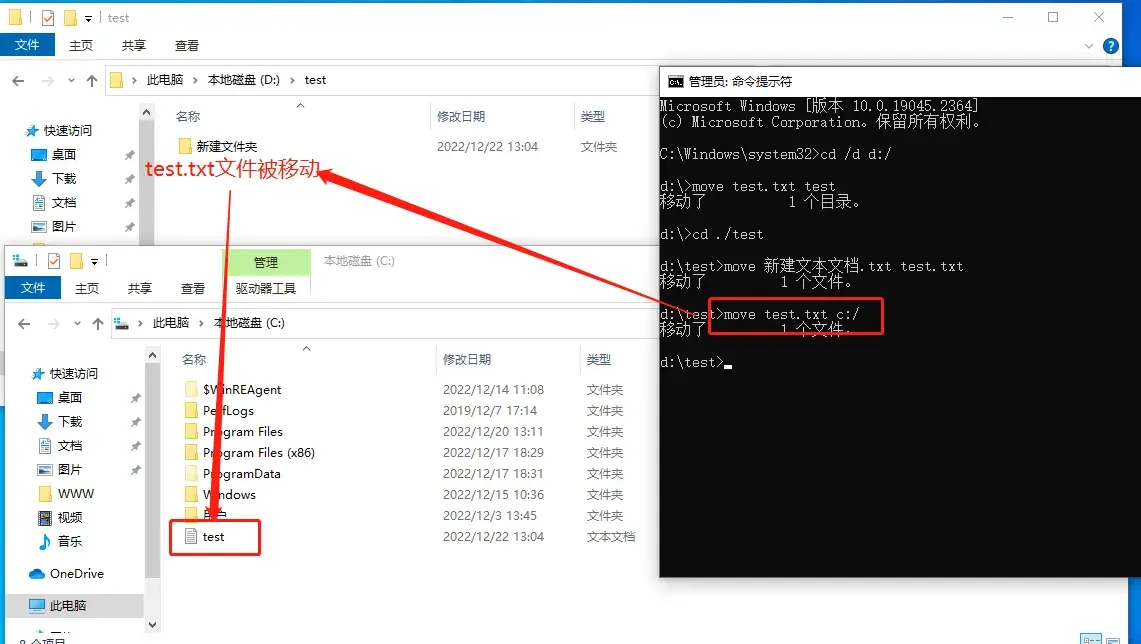 test
文件 主页 共享 查看
此电脑 本地磁盘 (D:) test
名称 修改日期 类型
快速访问
新建文件夹 2022/12/22 13:04 文件夹
桌面
下载
文档
图片
test.txt文件被移动
管理 本地磁盘 (C:)
文件 主页 共享 查看 驱动器工具
此电脑 本地磁盘 (C:)
名称 修改日期 类型
快速访问
桌面
下载
文档
图片
WWW
视频
音乐
OneDrive
此电脑
$WinREAgent 2022/12/14 11:08 文件夹
PerfLogs 2019/12/7 17:14 文件夹
Program Files 2022/12/20 13:11 文件夹
Program Files (x86) 2022/12/17 18:29 文件夹
ProgramData 2022/12/17 18:31 文件夹
Windows 2022/12/15 10:36 文件夹
用户 2022/12/3 13:45 文件夹
test 2022/12/22 13:04 文本文档
管理员: 命令提示符
Microsoft Windows [版本 10.0.19045.2364]
(c) Microsoft Corporation。保留所有权利。
C:\Windows\system32>cd /d d:/
d:\>move test.txt test
移动了 1 个目录。
d:\>cd ./test
d:\test>move 新建文本文档.txt test.txt
移动了 1 个文件。
d:\test>move test.txt c:/
移动了 1 个文件。
d:\test>